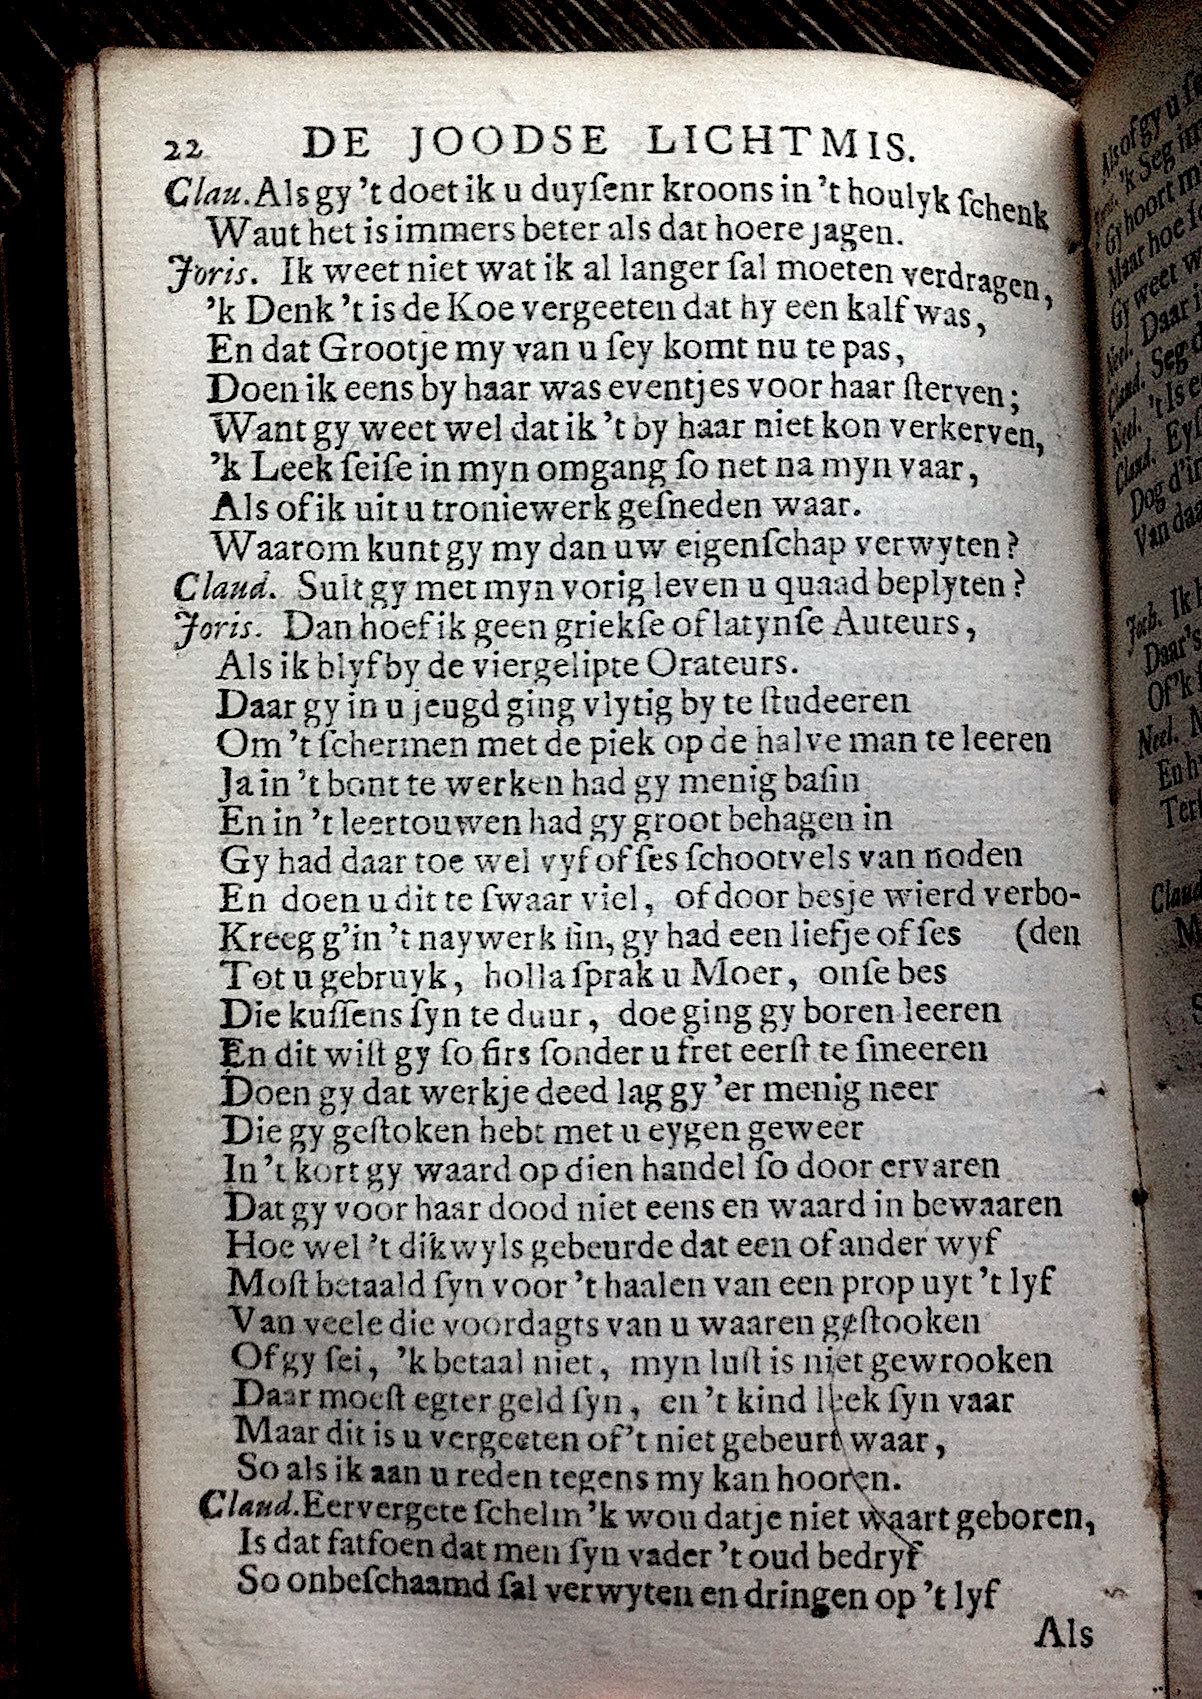 22 DE JOODSE LICHTMIS.
Clau. Als gy 't doet ik u duyſenr kroons in 't houlyk ſchenk
Waut het is immers beter als dat hoere jagen.
Joris. Ik weet niet wat ik al langer ſal moeten verdragen,
'k Denk 't is de Koe vergeeten dat hy een kalf was,
En dat Grootje my van u ſey komt nu te pas,
Doen ik eens by haar was eventjes voor haar ſterven;
Want gy weet wel dat ik 't by haar niet kon verkerven,
'k Leek ſeiſe in myn omgang ſo net na myn vaar,
Als of ik uit u troniewerk geſneden waar.
Waarom kunt gy my dan uw eigenſchap verwyten?
Claud. Sult gy met myn vorig leven u quaad beplyten?
Joris. Dan hoef ik geen griekſe of latynſe Auteurs,
Als ik blyf by de viergelipte Orateurs.
Daar gy in u jeugd ging vlytig by te ſtudeeren
Om 't ſchermen met de piek op de halve man te leeren
Ja in 't bont te werken had gy menig baſin
En in 't leertouwen had gy groot behagen in
Gy had daar toe wel vyf of ſes ſchootvels van noden
En doen u dit te ſwaar viel, of door besje wierd verbo-
Kreeg g'in 't naywerk ſin, gy had een liefje of ſes (den
Tot u gebruyk, holla ſprak u Moer, onſe bes
Die kuſſens ſyn te duur, doe ging gy boren leeren
En dit wiſt gy ſo firs ſonder u fret eerſt te ſmeeren
Doen gy dat werkje deed lag gy 'er menig neer
Die gy geſtoken hebt met u eygen geweer
In 't kort gy waard op dien handel ſo door ervaren
Dat gy voor haar dood niet eens en waard in bewaaren
Hoe wel 't dikwyls gebeurde dat een of ander wyf
Moſt betaald ſyn voor 't haalen van een prop uyt 't lyf
Van veele die voordagts van u waaren geſtooken
Of gy ſei, 'k betaal niet, myn luſt is niet gewrooken
Daar moeſt egter geld ſyn, en 't kind leek ſyn vaar
Maar dit is u vergeeten of 't niet gebeurt waar,
So als ik aan u reden tegens my kan hooren.
Claud. Eervergete ſchelm 'k wou datje niet waart geboren,
Is dat fatfoen dat men ſyn vader 't oud bedryf
So onbeſchaamd ſal verwyten en dringen op 't lyf
Als